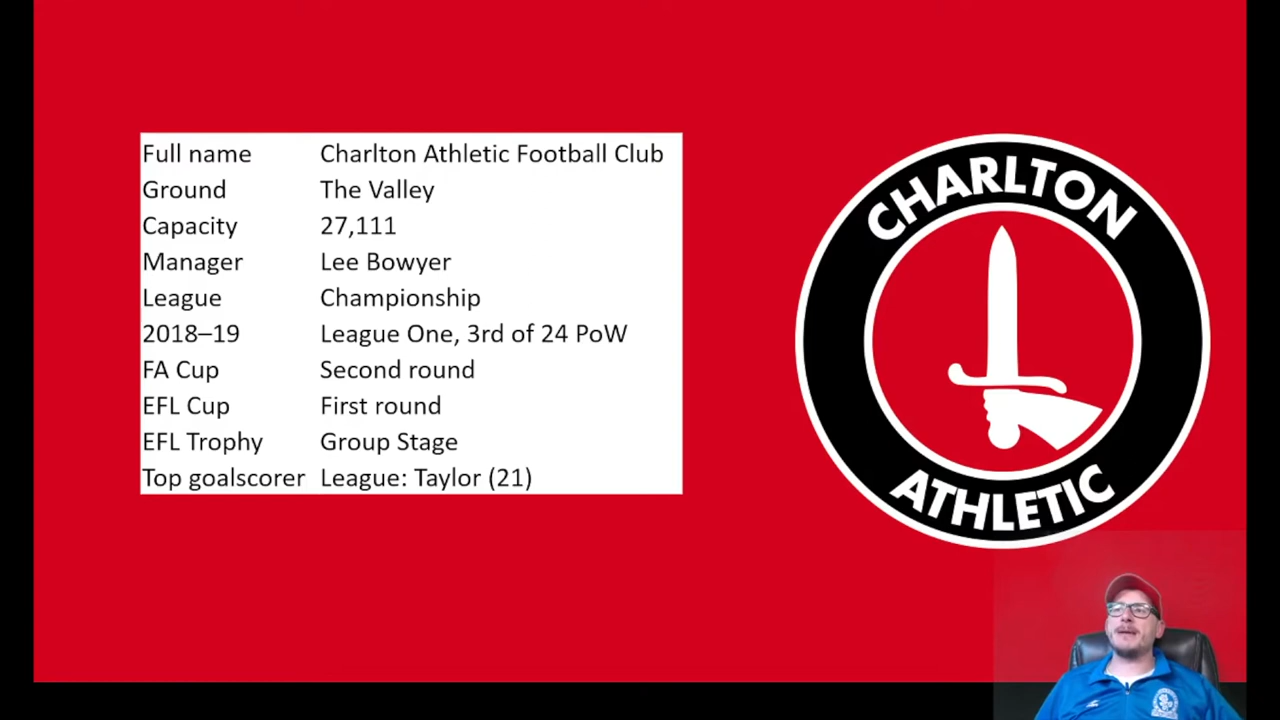 Full name Charlton Athletic Football Club
Ground The Valley
Capacity 27,111
Manager Lee Bowyer
League Championship
2018–19 League One, 3rd of 24 PoW
FA Cup Second round
EFL Cup First round
EFL Trophy Group Stage
Top goalscorer League: Taylor (21)
CHARLTON
ATHLETIC